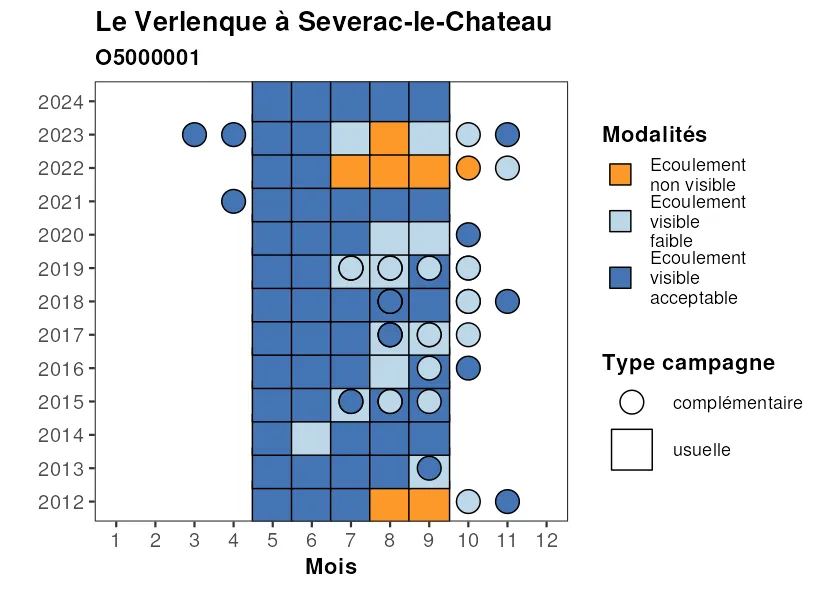 Le Verlenque à Severac-le-Chateau
O5000001
2024
2023
2022
2021
2020
2019
2018
2017
2016
2015
2014
2013
2012
1 2 3 4 5 6 7 8 9 10 11 12
Mois
Modalités
Ecoulement
non visible
Ecoulement
visible
faible
Ecoulement
visible
acceptable
Type campagne
complémentaire
usuelle